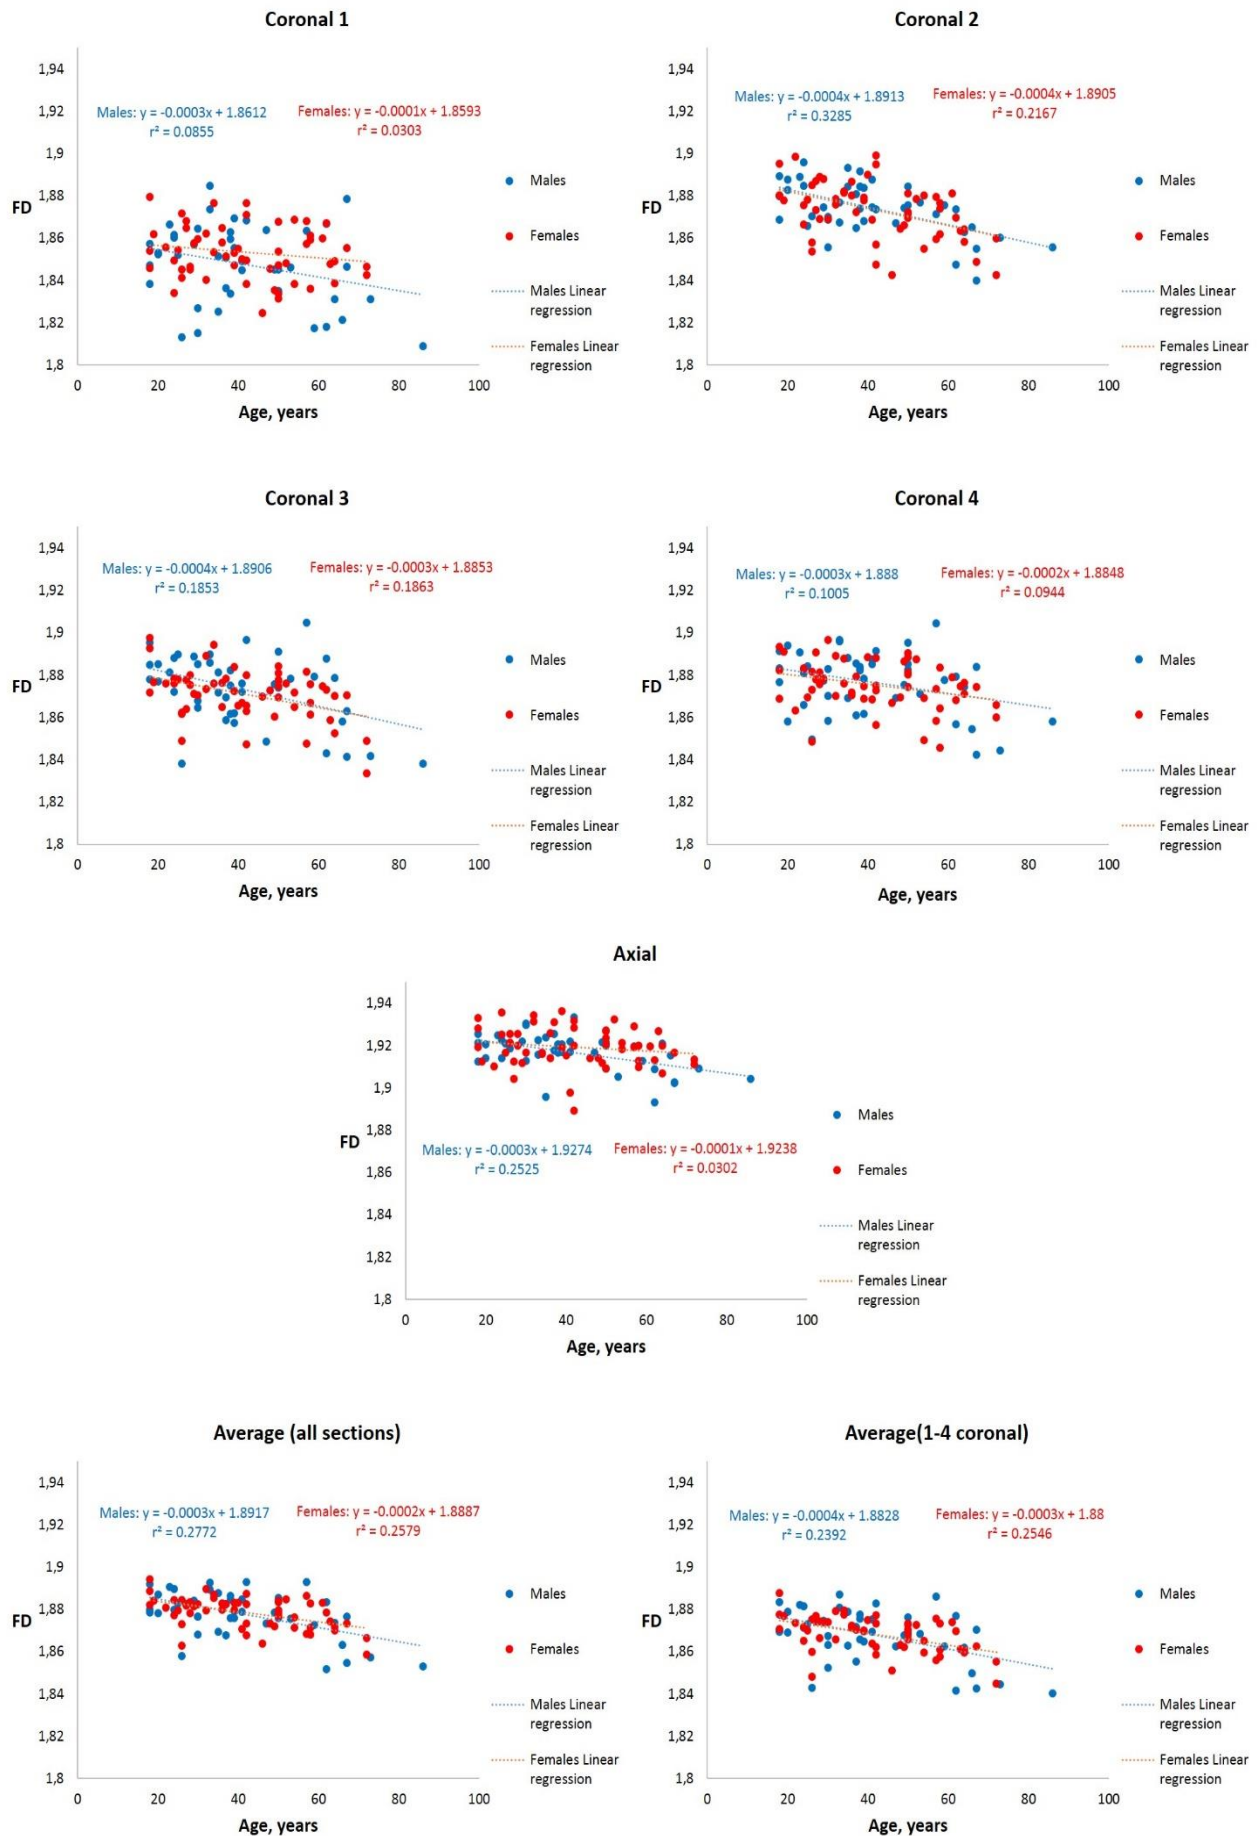 Coronal 1
1,94
1,92
1,9
1,88
1,86
1,84
1,82
1,8
FD
Males: y = -0.0003x + 1.8612
r² = 0.0855
Females: y = -0.0001x + 1.8593
r² = 0.0303
Males
Females
Males Linear
regression
Females Linear
regression
0 20 40 60 80 100
Age, years
Coronal 2
1,94
1,92
1,9
1,88
1,86
1,84
1,82
1,8
FD
Males: y = -0.0004x + 1.8913
r² = 0.3285
Females: y = -0.0004x + 1.8905
r² = 0.2167
Males
Females
Males Linear
regression
Females Linear
regression
0 20 40 60 80 100
Age, years
Coronal 3
1,94
1,92
1,9
1,88
1,86
1,84
1,82
1,8
FD
Males: y = -0.0004x + 1.8906
r² = 0.1853
Females: y = -0.0003x + 1.8853
r² = 0.1863
Males
Females
Males Linear
regression
Females Linear
regression
0 20 40 60 80 100
Age, years
Coronal 4
1,94
1,92
1,9
1,88
1,86
1,84
1,82
1,8
FD
Males: y = -0.0003x + 1.888
r² = 0.1005
Females: y = -0.0002x + 1.8848
r² = 0.0944
Males
Females
Males Linear
regression
Females Linear
regression
0 20 40 60 80 100
Age, years
Axial
1,94
1,92
1,9
1,88
1,86
1,84
1,82
1,8
FD
Males: y = -0.0003x + 1.9274
r² = 0.2525
Females: y = -0.0001x + 1.9238
r² = 0.0302
Males
Females
Males Linear
regression
Females Linear
regression
0 20 40 60 80 100
Age, years
Average (all sections)
1,94
1,92
1,9
1,88
1,86
1,84
1,82
1,8
FD
Males: y = -0.0003x + 1.8917
r² = 0.2772
Females: y = -0.0002x + 1.8887
r² = 0.2579
Males
Females
Males Linear
regression
Females Linear
regression
0 20 40 60 80 100
Age, years
Average(1-4 coronal)
1,94
1,92
1,9
1,88
1,86
1,84
1,82
1,8
FD
Males: y = -0.0004x + 1.8828
r² = 0.2392
Females: y = -0.0003x + 1.88
r² = 0.2546
Males
Females
Males Linear
regression
Females Linear
regression
0 20 40 60 80 100
Age, years